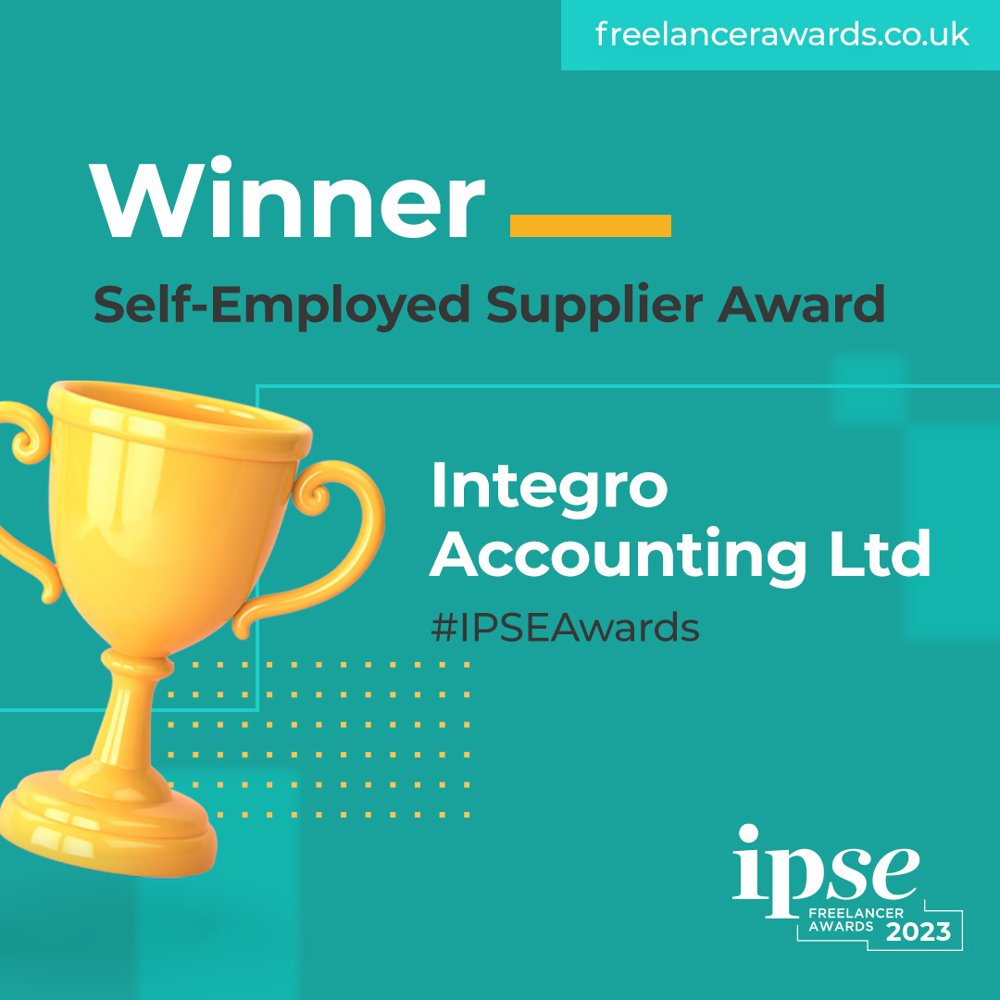 freelancerawards.co.uk
Winner
Self-Employed Supplier Award
Integro
Accounting Ltd
#IPSEAwards
ipse
FREELANCER
AWARDS 2023